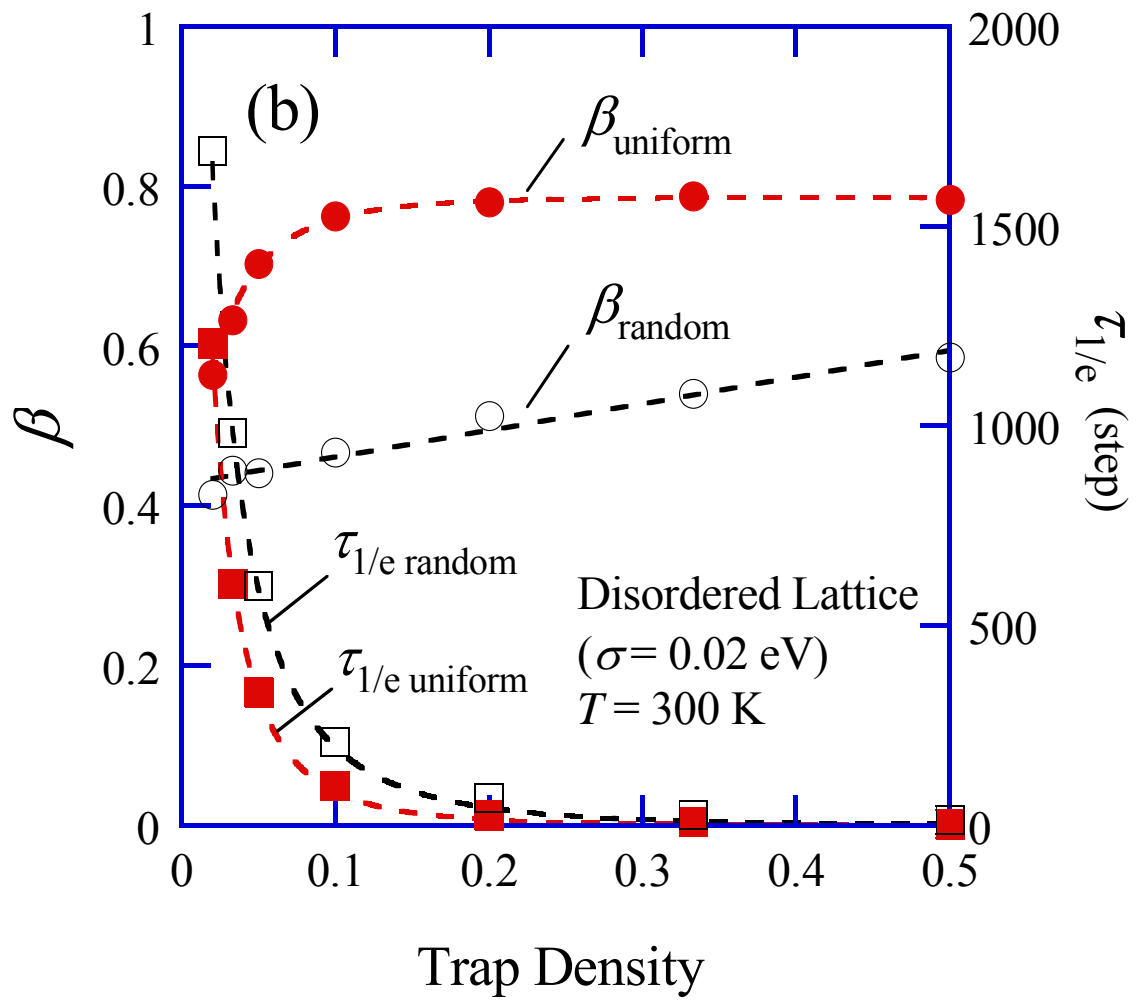 1
2000
(b)
βuniform
0.8
1500
βrandom
0.6
β
τ1/e (step)
1000
0.4
τ1/e random
Disordered Lattice
500
(σ = 0.02 eV)
0.2
τ1/e uniform
T = 300 K
0
0
0
0.1
0.2
0.3
0.4
0.5
Trap Density